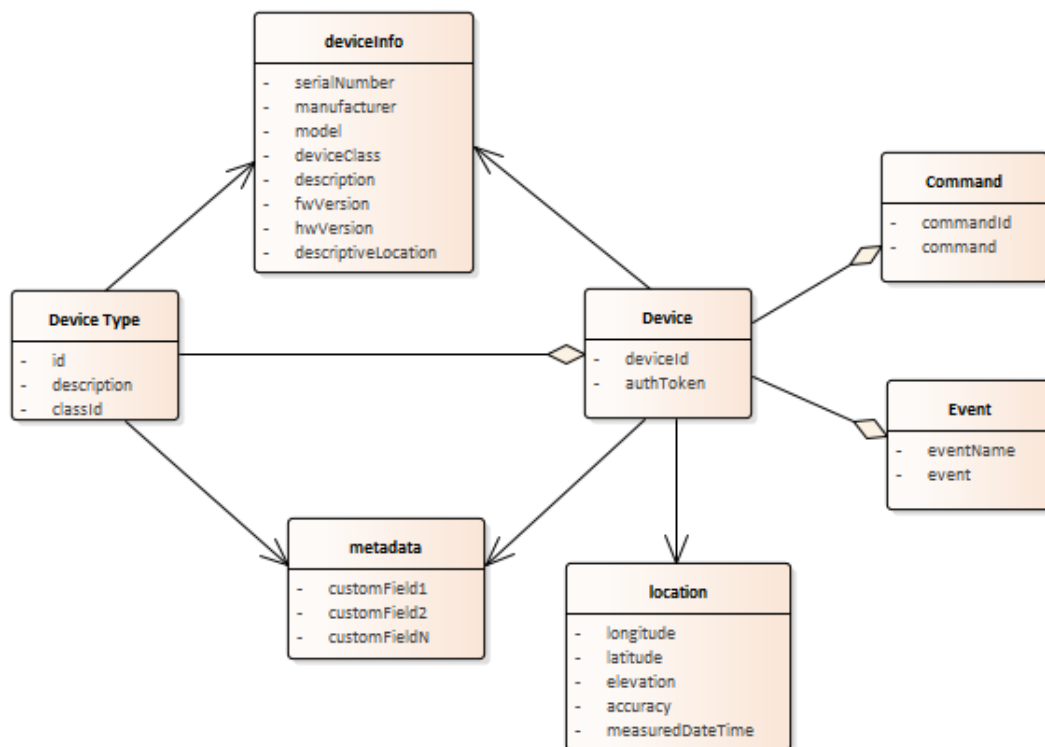 deviceInfo
- serialNumber
- manufacturer
- model
- deviceClass
- description
- fwVersion
- hwVersion
- descriptiveLocation
Command
- commandId
- command
Device Type
- id
- description
- classId
Device
- deviceId
- authToken
Event
- eventName
- event
metadata
- customField1
- customField2
- customFieldN
location
- longitude
- latitude
- elevation
- accuracy
- measuredDateTime